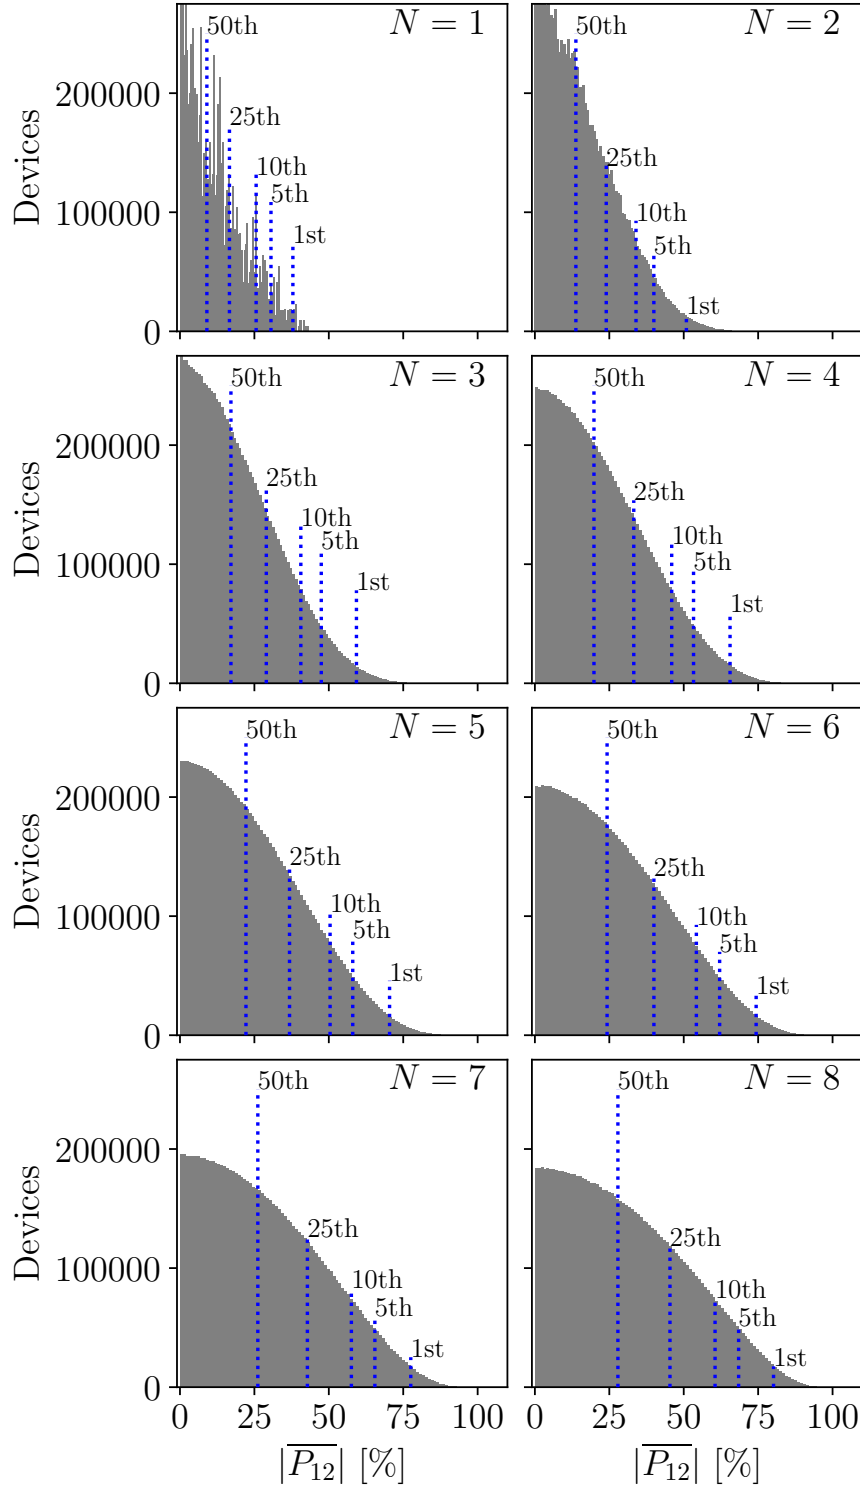 50th
N = 1
25th
10th
5th
1st
200000
100000
0
Devices
50th
N = 2
25th
10th
5th
1st
50th
N = 3
25th
10th
5th
1st
200000
100000
0
Devices
50th
N = 4
25th
10th
5th
1st
50th
N = 5
25th
10th
5th
1st
200000
100000
0
Devices
50th
N = 6
25th
10th
5th
1st
50th
N = 7
25th
10th
5th
1st
200000
100000
0
Devices
0 25 50 75 100
|P̅₁₂| [%]
50th
N = 8
25th
10th
5th
1st
0 25 50 75 100
|P̅₁₂| [%]